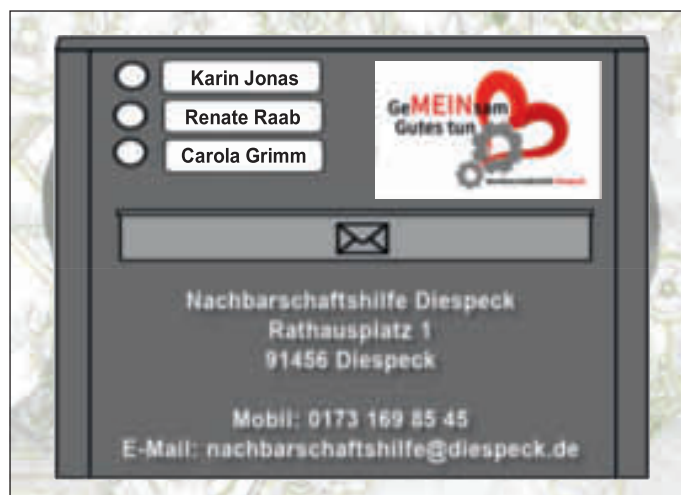 Karin Jonas
Renate Raab
Carola Grimm
GeMEINsam
Gutes tun
Diespeck
Nachbarschaftshilfe Diespeck
Rathausplatz 1
91456 Diespeck
Mobil: 0173 169 85 45
E-Mail: nachbarschaftshilfe@diespeck.de